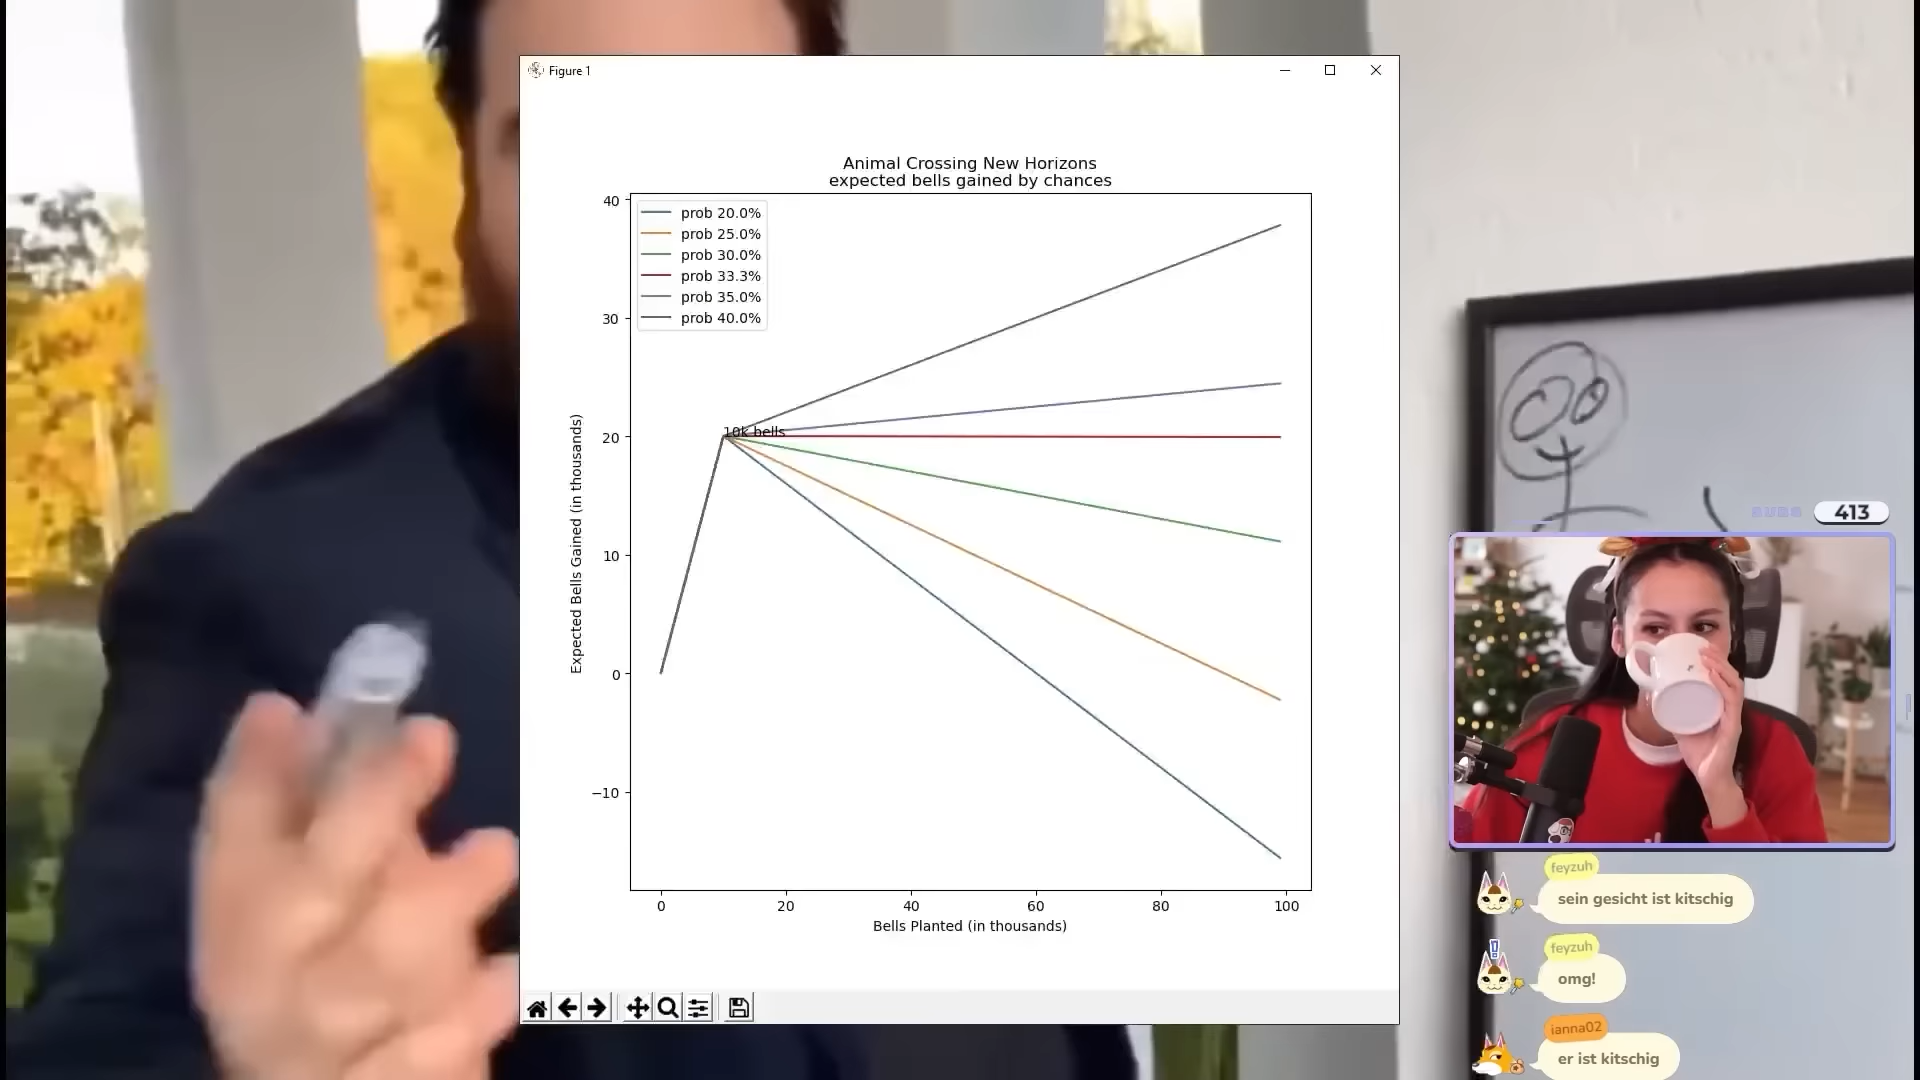 Figure 1
Animal Crossing New Horizons
expected bells gained by chances
prob 20.0%
prob 25.0%
prob 30.0%
prob 33.3%
prob 35.0%
prob 40.0%
10k bells
40
30
20
10
0
−10
Expected Bells Gained (in thousands)
0
20
40
60
80
100
Bells Planted (in thousands)
413
feyzuh
sein gesicht ist kitschig
feyzuh
omg!
ianna02
er ist kitschig